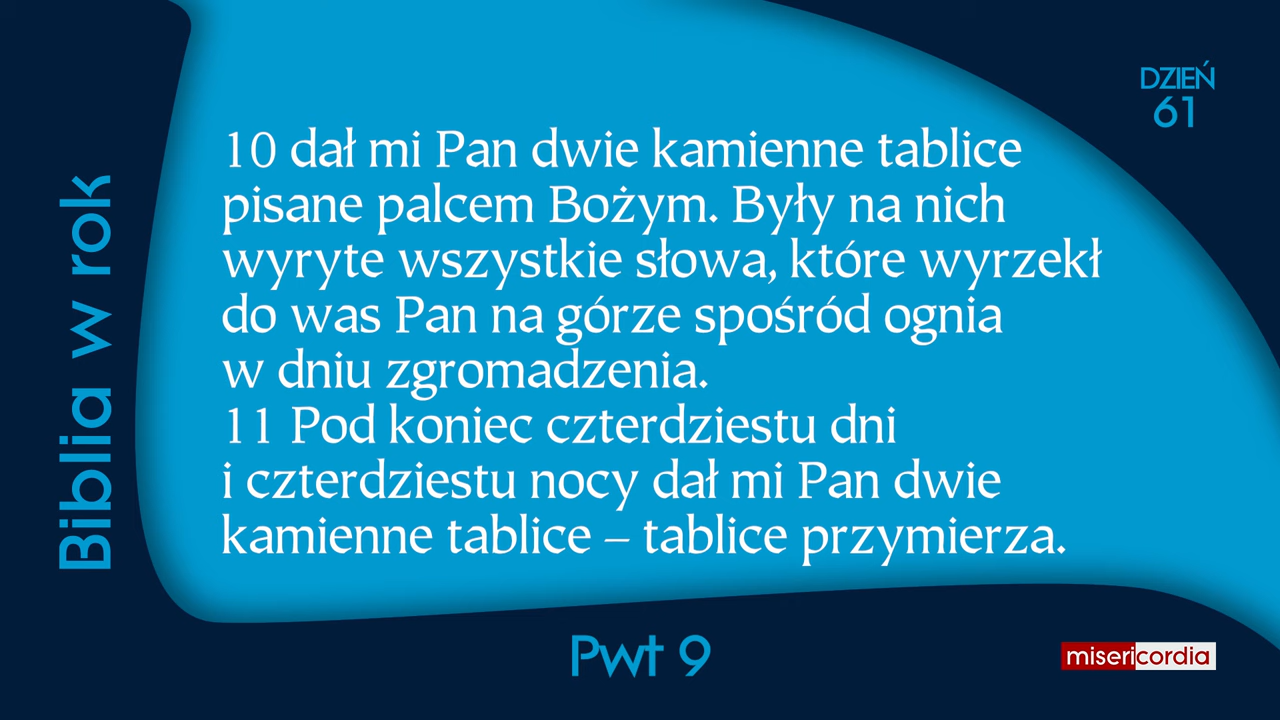 DZIEŃ
61
Biblia w rok
10 dał mi Pan dwie kamienne tablice
pisane palcem Bożym. Były na nich
wyryte wszystkie słowa, które wyrzekł
do was Pan na górze spośród ognia
w dniu zgromadzenia.
11 Pod koniec czterdziestu dni
i czterdziestu nocy dał mi Pan dwie
kamienne tablice – tablice przymierza.
Pwt 9
misericordia